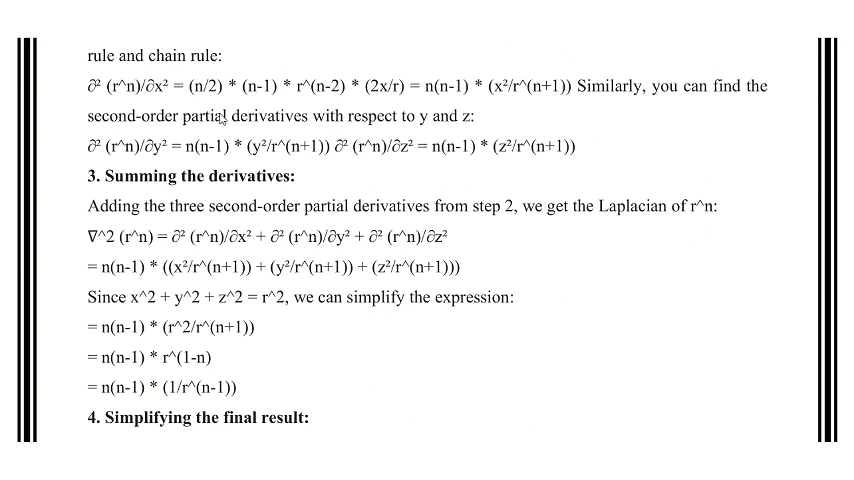 rule and chain rule:
∂² (r^n)/∂x² = (n/2) * (n-1) * r^(n-2) * (2x/r) = n(n-1) * (x²/r^(n+1)) Similarly, you can find the
second-order partial derivatives with respect to y and z:
∂² (r^n)/∂y² = n(n-1) * (y²/r^(n+1)) ∂² (r^n)/∂z² = n(n-1) * (z²/r^(n+1))
3. Summing the derivatives:
Adding the three second-order partial derivatives from step 2, we get the Laplacian of r^n:
∇^2 (r^n) = ∂² (r^n)/∂x² + ∂² (r^n)/∂y² + ∂² (r^n)/∂z²
= n(n-1) * ((x²/r^(n+1)) + (y²/r^(n+1)) + (z²/r^(n+1)))
Since x^2 + y^2 + z^2 = r^2, we can simplify the expression:
= n(n-1) * (r^2/r^(n+1))
= n(n-1) * r^(1-n)
= n(n-1) * (1/r^(n-1))
4. Simplifying the final result: